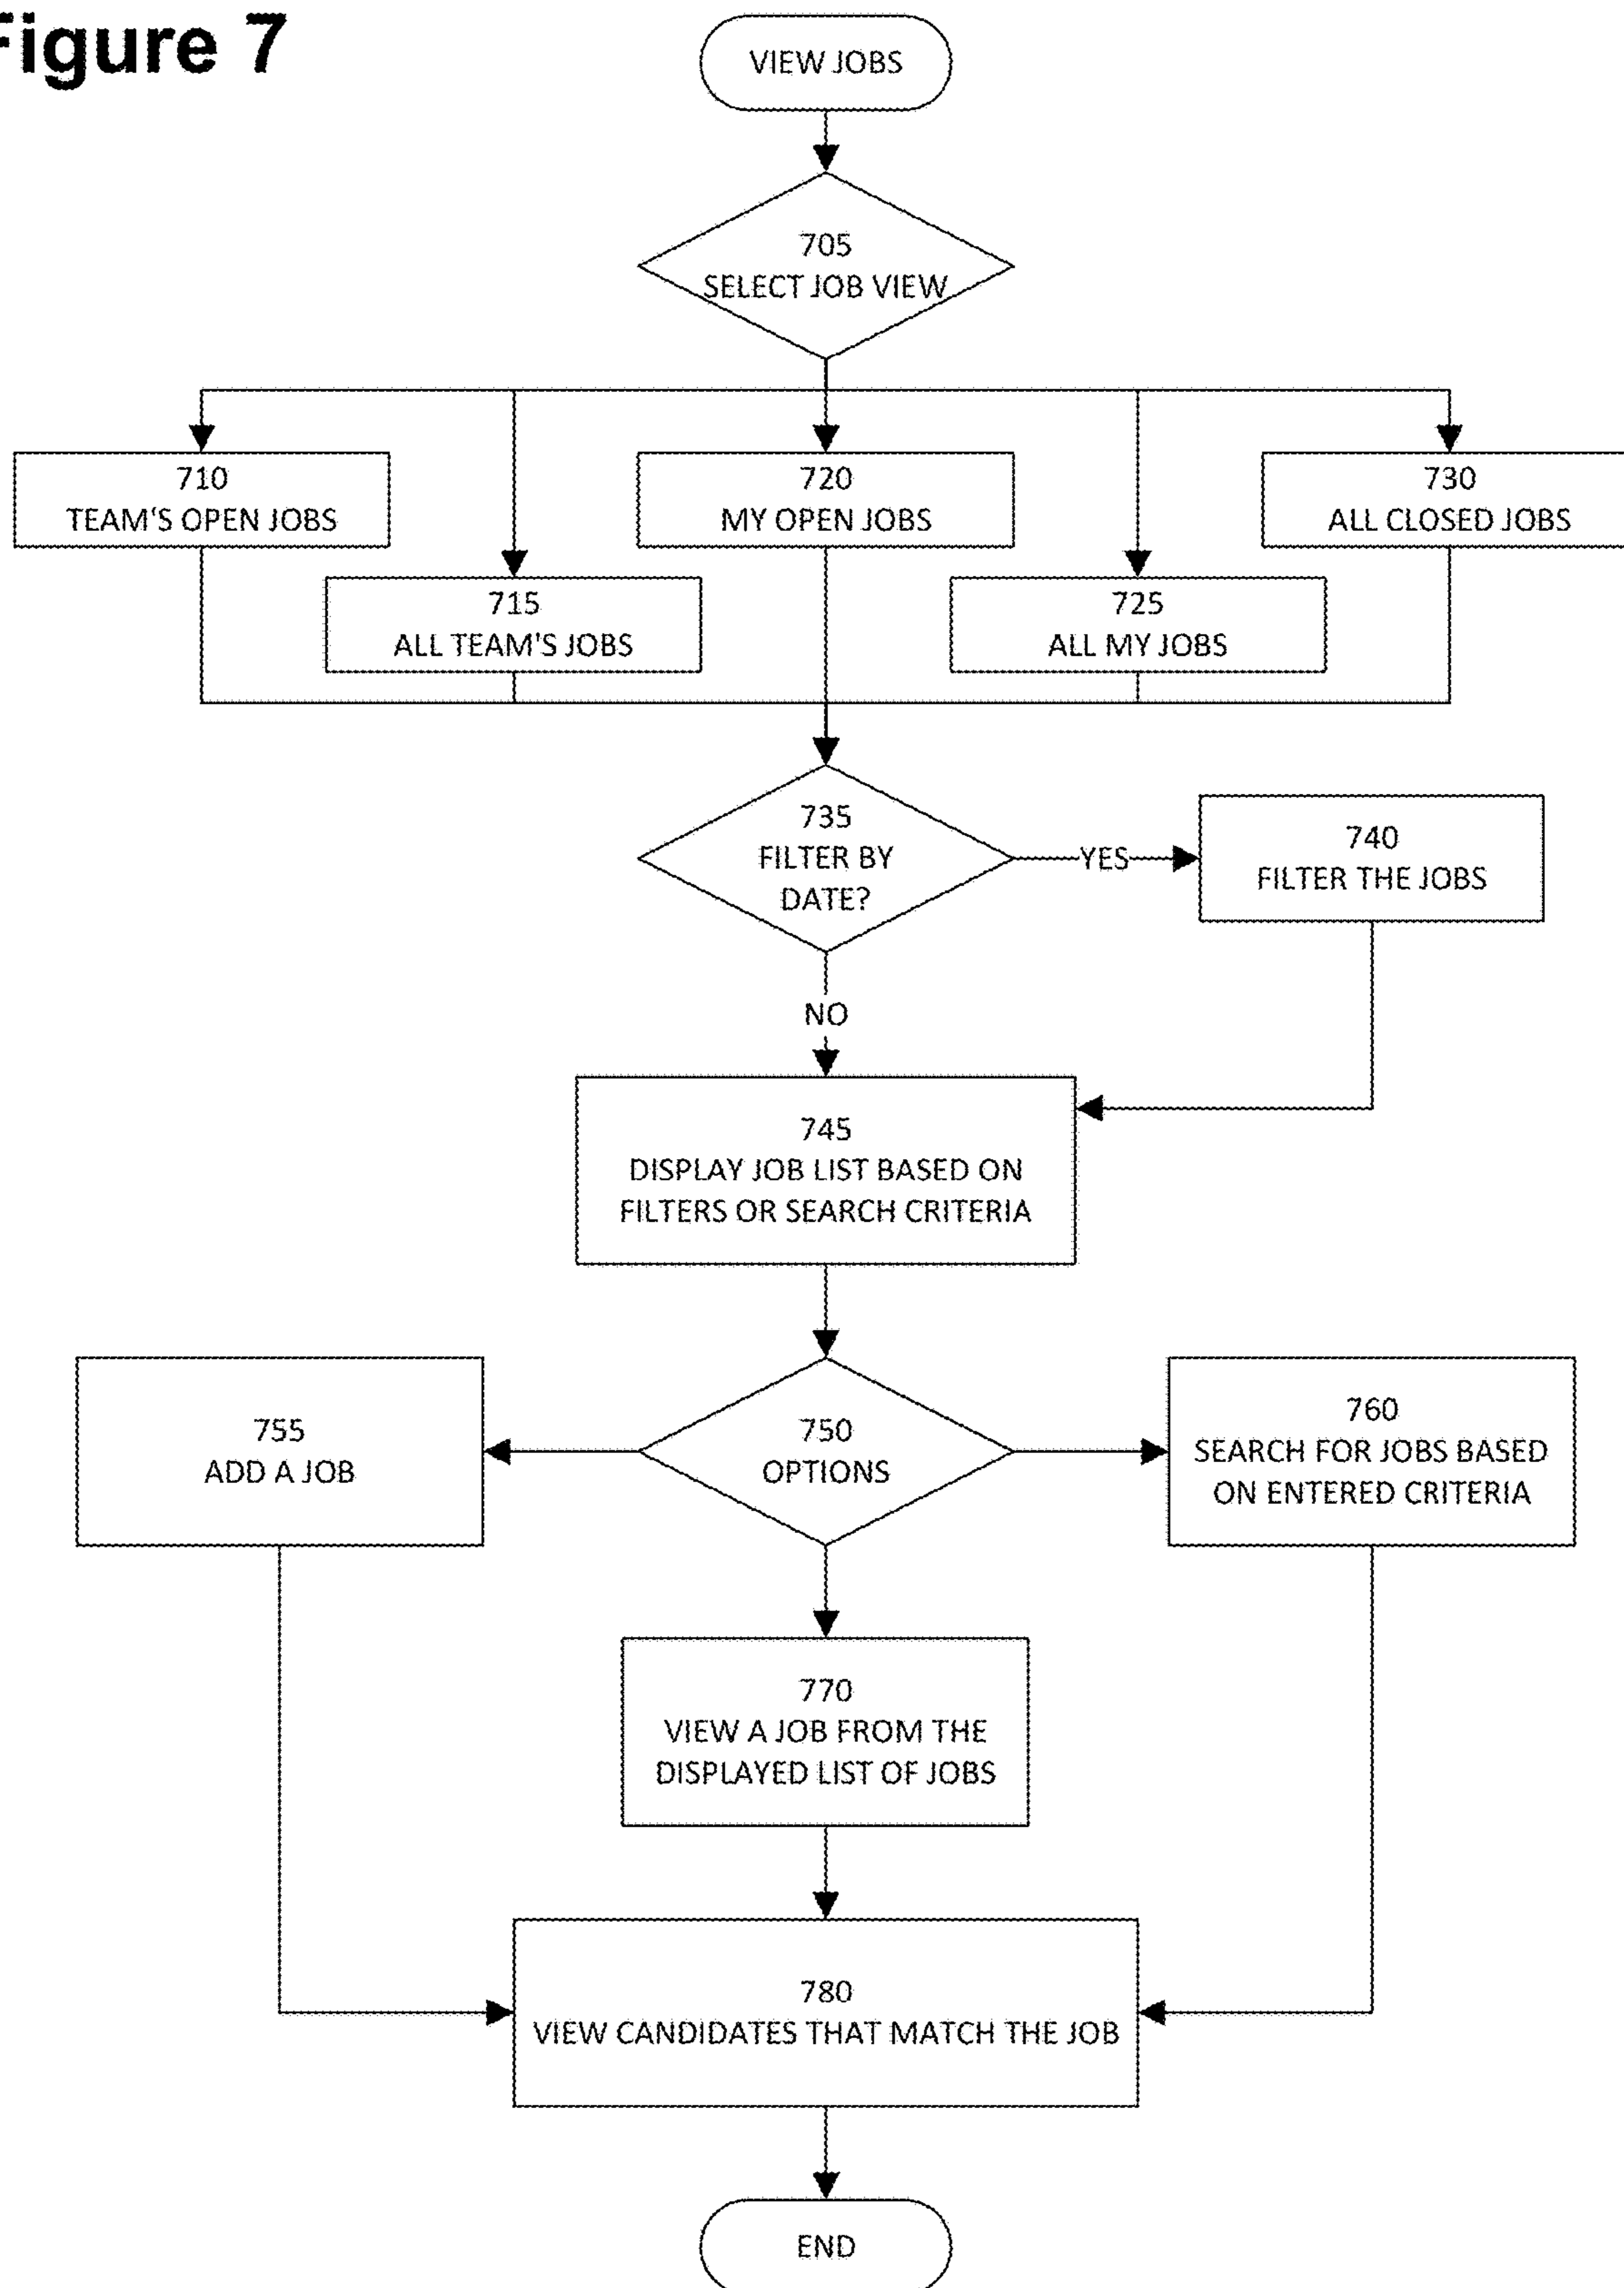 Figure 7
VIEW JOBS
705
SELECT JOB VIEW
710
TEAM'S OPEN JOBS
720
MY OPEN JOBS
730
ALL CLOSED JOBS
715
ALL TEAM'S JOBS
725
ALL MY JOBS
735
FILTER BY
DATE?
YES
740
FILTER THE JOBS
NO
745
DISPLAY JOB LIST BASED ON
FILTERS OR SEARCH CRITERIA
755
ADD A JOB
750
OPTIONS
760
SEARCH FOR JOBS BASED
ON ENTERED CRITERIA
770
VIEW A JOB FROM THE
DISPLAYED LIST OF JOBS
780
VIEW CANDIDATES THAT MATCH THE JOB
END